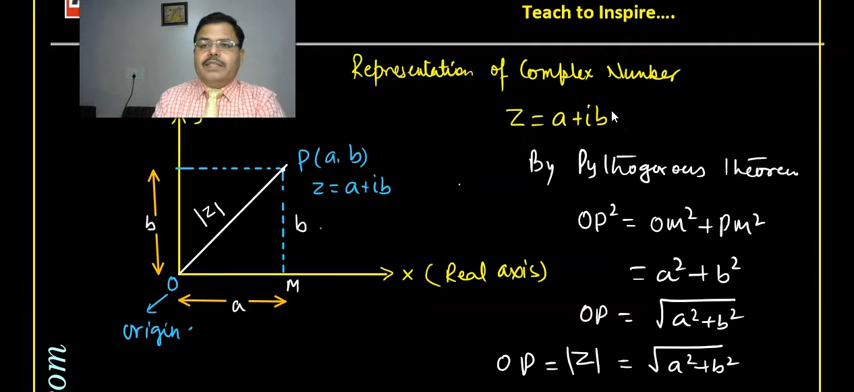 Teach to Inspire....
Representation of Complex Number
Z = a+ib
P(a, b)
z = a+ib
By Pythogorous Theorem
|Z|
b
b
OP² = OM² + PM²
= a² + b²
X (Real axis)
O
M
a
OP = √a²+b²
origin
OP = |Z| = √a²+b²
om